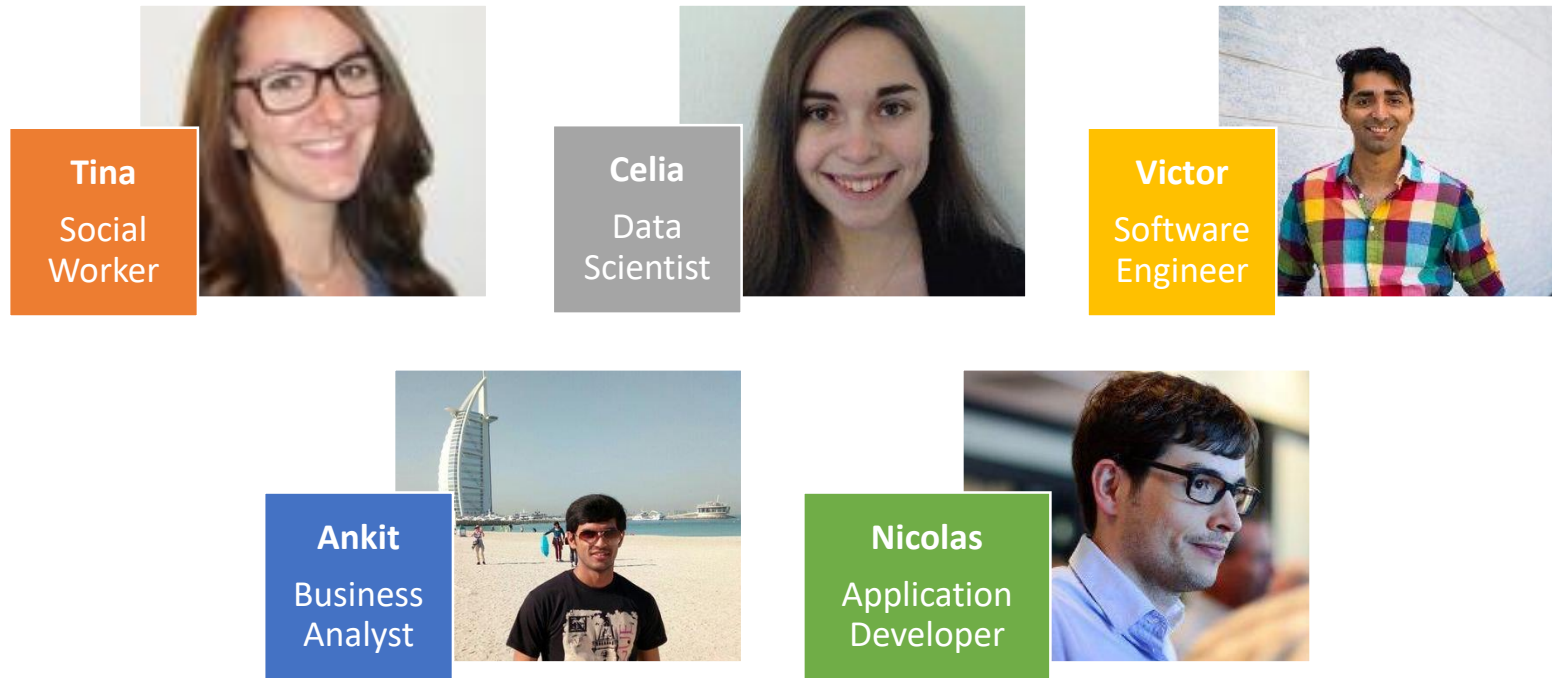 Tina
Social
Worker
Celia
Data
Scientist
Victor
Software
Engineer
Ankit
Business
Analyst
Nicolas
Application
Developer